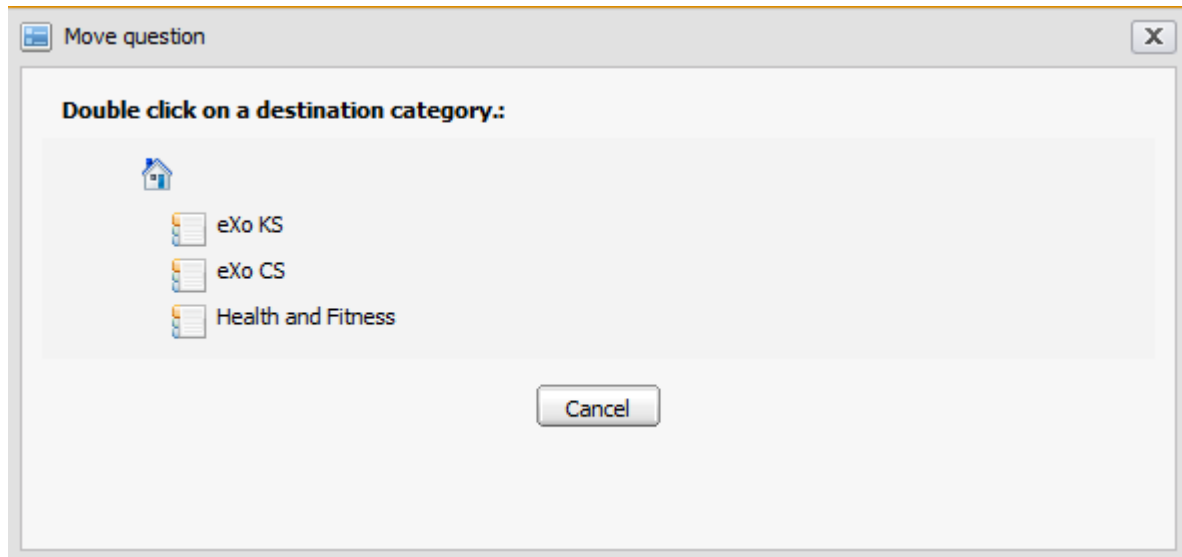 Move question
Double click on a destination category.:
eXo KS
eXo CS
Health and Fitness
Cancel